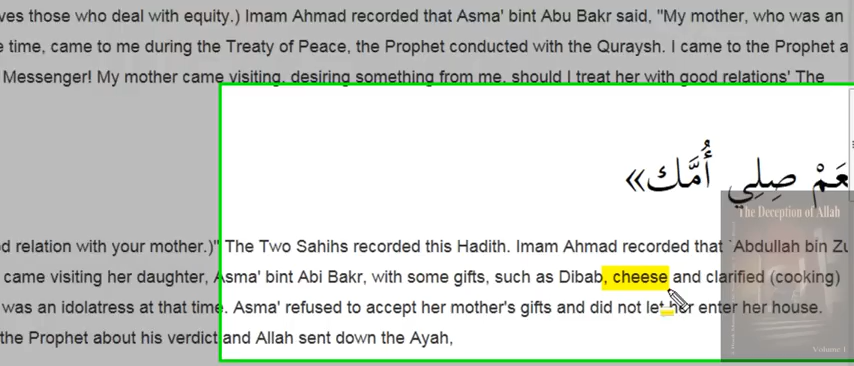 ves those who deal with equity.) Imam Ahmad recorded that Asma' bint Abu Bakr said, "My mother, who was an
e time, came to me during the Treaty of Peace, the Prophet conducted with the Quraysh. I came to the Prophet a
Messenger! My mother came visiting, desiring something from me, should I treat her with good relations' The
عَمْ صِلِي أُمَّك»
The Deception of Allah
d relation with your mother.)" The Two Sahihs recorded this Hadith. Imam Ahmad recorded that `Abdullah bin Zu
came visiting her daughter, Asma' bint Abi Bakr, with some gifts, such as Dibab, cheese and clarified (cooking)
was an idolatress at that time. Asma' refused to accept her mother's gifts and did not let her enter her house.
the Prophet about his verdict and Allah sent down the Ayah,
Volume 1